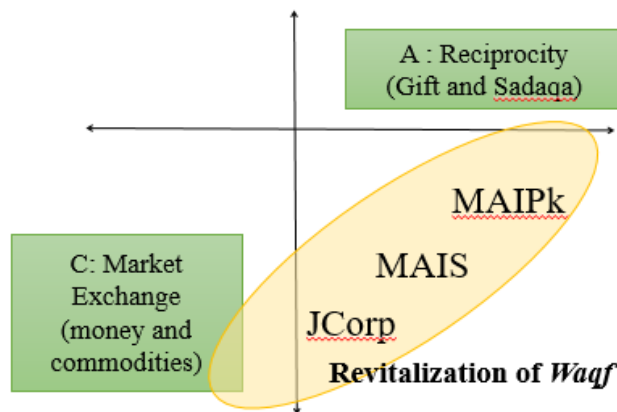 A : Reciprocity
(Gift and Sadaqa)
MAIPk
MAIS
C: Market
Exchange
(money and
commodities)
JCorp
Revitalization of Waqf